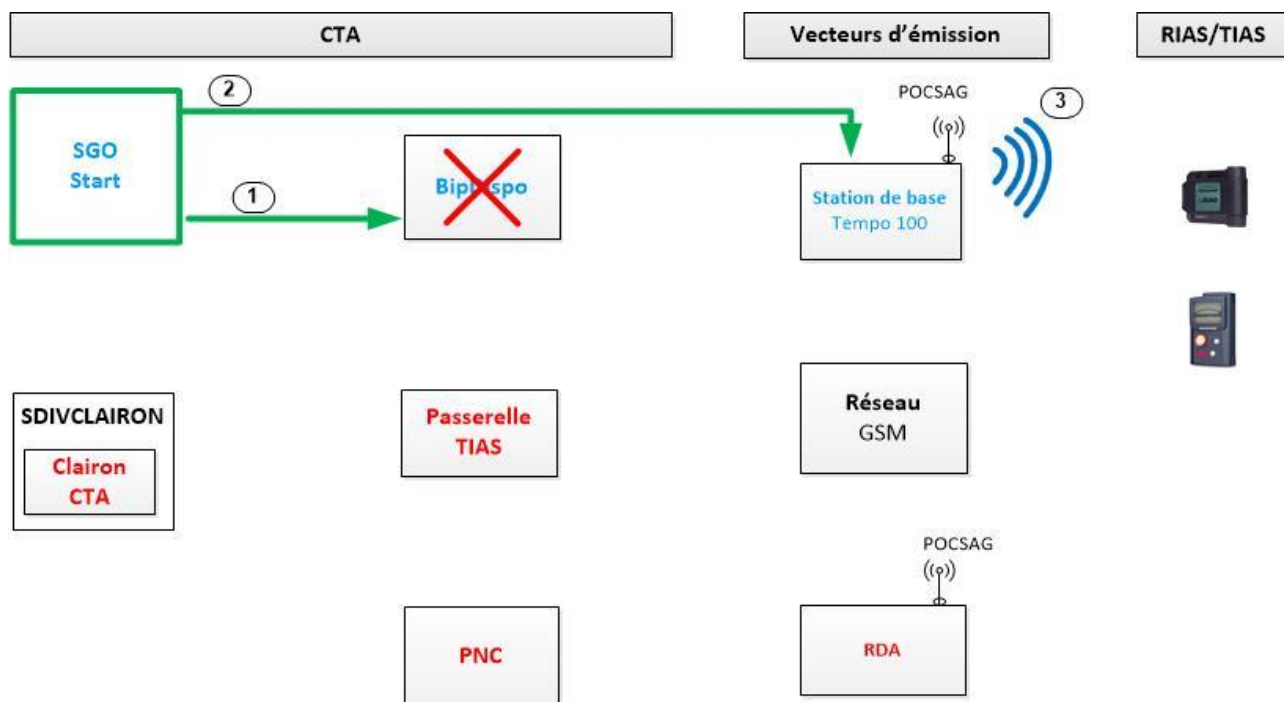 CTA
Vecteurs d'émission
RIAS/TIAS
2
POCSAG
3
SGO
Start
1
Station de base
Tempo 100
SDIVCLAIRON
Clairon
CTA
Passerelle
TIAS
Réseau
GSM
POCSAG
PNC
RDA